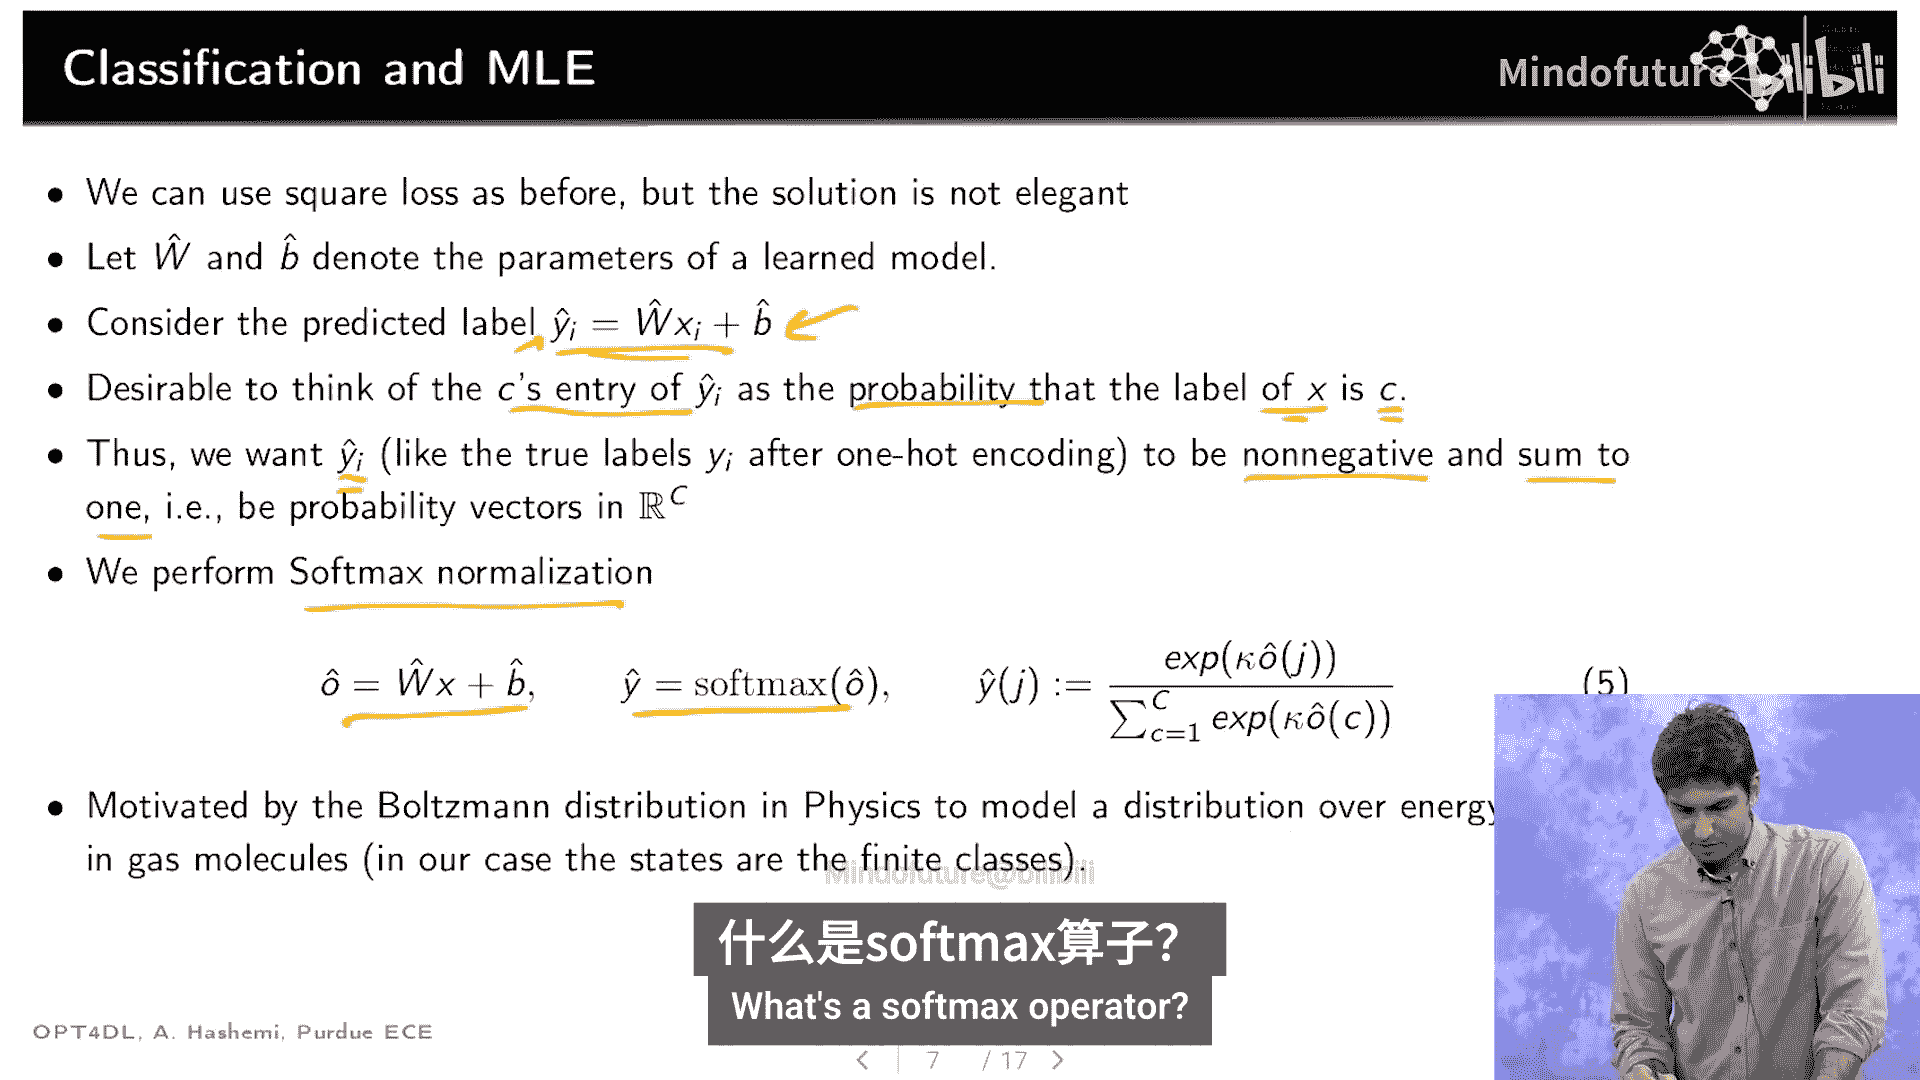 Classification and MLE
Mindofuture
bilibili
• We can use square loss as before, but the solution is not elegant
• Let Ŵ and b̂ denote the parameters of a learned model.
• Consider the predicted label ŷᵢ = Ŵxᵢ + b̂
• Desirable to think of the c's entry of ŷᵢ as the probability that the label of x is c.
• Thus, we want ŷᵢ (like the true labels yᵢ after one-hot encoding) to be nonnegative and sum to
one, i.e., be probability vectors in ℝ^C
• We perform Softmax normalization
ô = Ŵx + b̂, ŷ = softmax(ô), ŷ(j) := exp(κô(j)) / ∑_{c=1}^{C} exp(κô(c)) (5)
• Motivated by the Boltzmann distribution in Physics to model a distribution over energy
in gas molecules (in our case the states are the finite classes).
Mindofuture@bilibili
什么是softmax算子?
What's a softmax operator?
OPT4DL, A. Hashemi, Purdue ECE
7 / 17